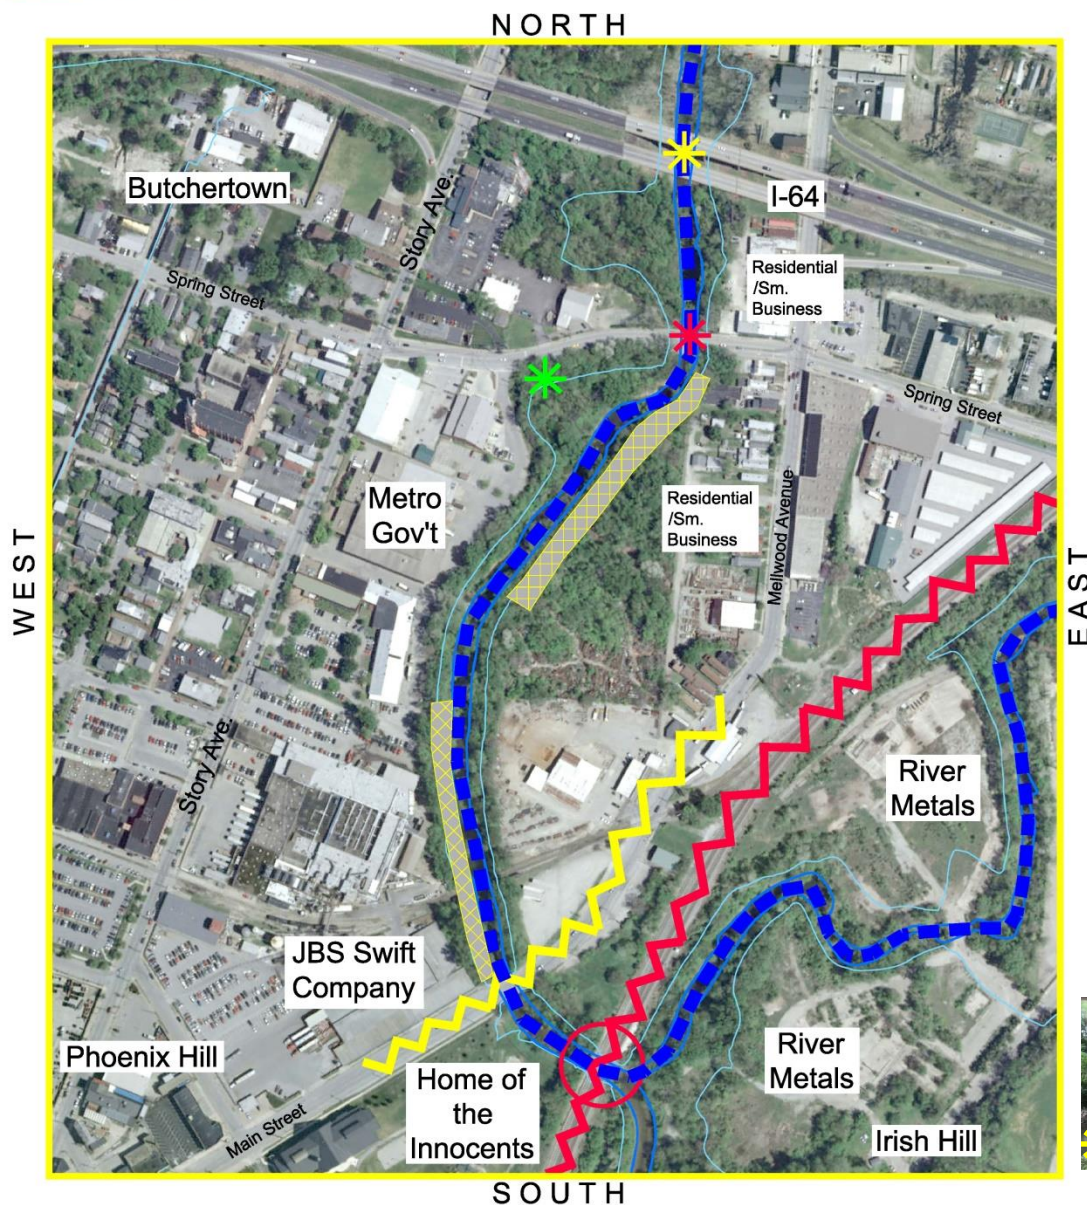 NORTH
Butchertown
Story Ave.
I-64
Spring Street
Residential
/Sm.
Business
Spring Street
Metro
Gov't
Residential
/Sm.
Business
Mellwood Avenue
WEST
EAST
Story Ave.
River
Metals
JBS Swift
Company
Phoenix Hill
Main Street
Home of
the
Innocents
River
Metals
Irish Hill
SOUTH